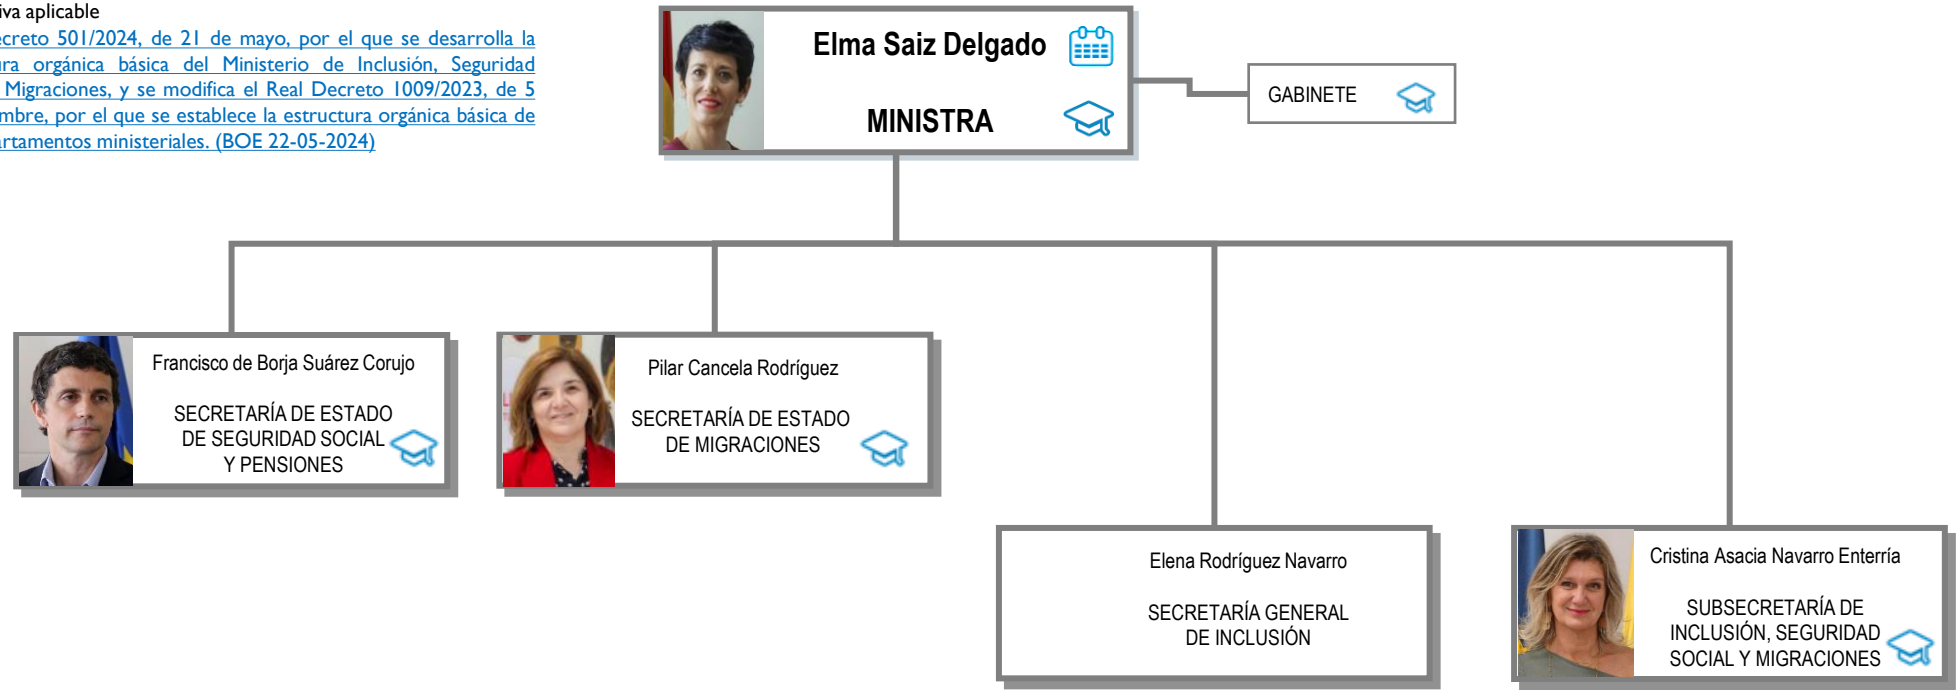 iva aplicable
ecreto 501/2024, de 21 de mayo, por el que se desarrolla la
ura orgánica básica del Ministerio de Inclusión, Seguridad
Migraciones, y se modifica el Real Decreto 1009/2023, de 5
embre, por el que se establece la estructura orgánica básica de
partamentos ministeriales. (BOE 22-05-2024)
Elma Saiz Delgado
MINISTRA
GABINETE
Francisco de Borja Suárez Corujo
SECRETARÍA DE ESTADO
DE SEGURIDAD SOCIAL
Y PENSIONES
Pilar Cancela Rodríguez
SECRETARÍA DE ESTADO
DE MIGRACIONES
Elena Rodríguez Navarro
SECRETARÍA GENERAL
DE INCLUSIÓN
Cristina Asacia Navarro Enterría
SUBSECRETARÍA DE
INCLUSIÓN, SEGURIDAD
SOCIAL Y MIGRACIONES